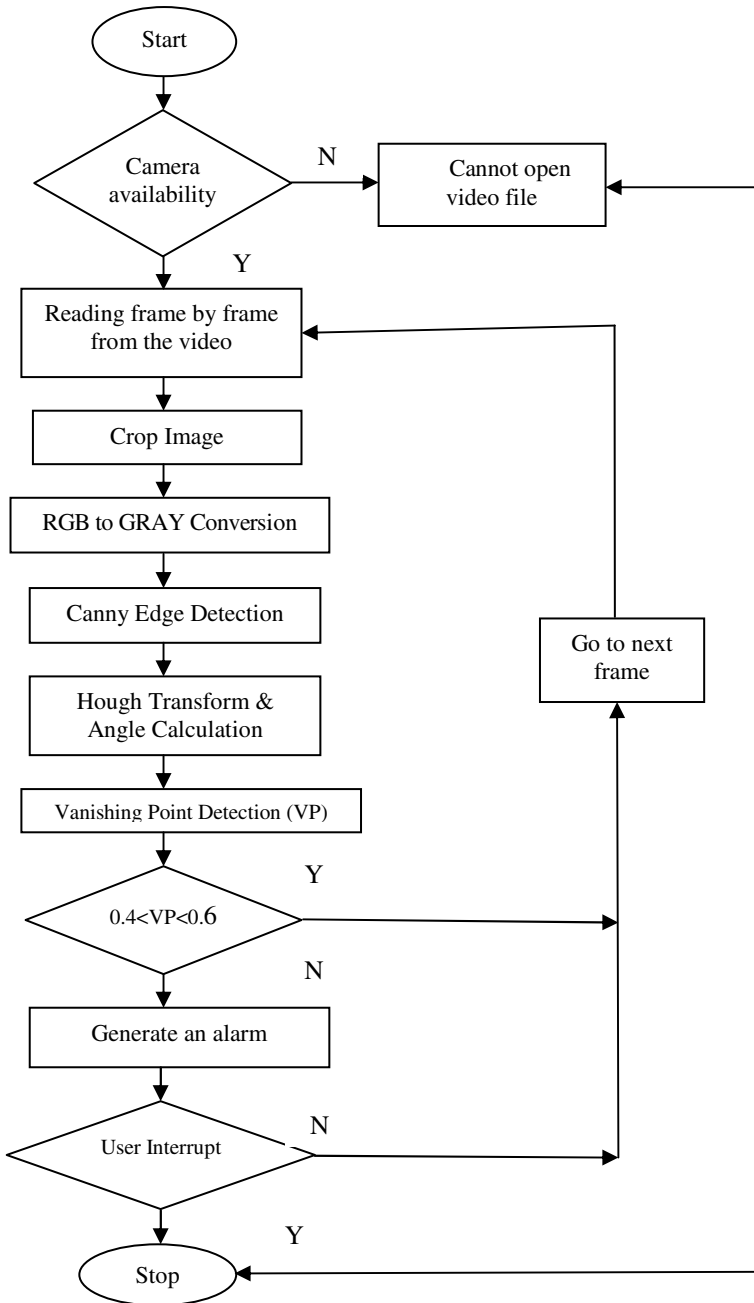 Start
Camera
availability
N
Cannot open
video file
Y
Reading frame by frame
from the video
Crop Image
RGB to GRAY Conversion
Canny Edge Detection
Go to next
frame
Hough Transform &
Angle Calculation
Vanishing Point Detection (VP)
Y
0.4<VP<0.6
N
Generate an alarm
N
User Interrupt
Y
Stop